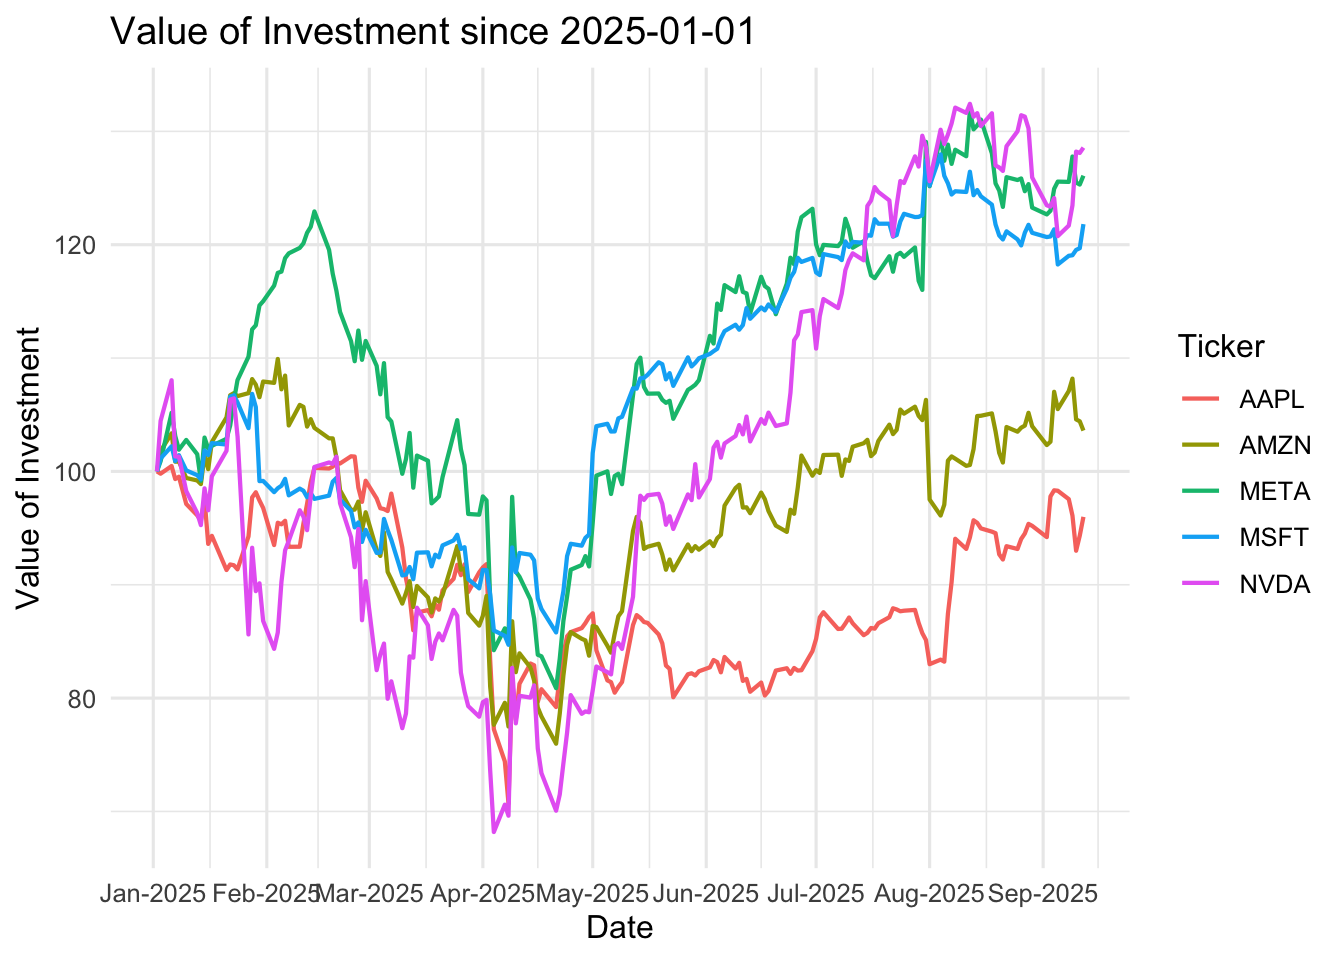 Value of Investment since 2025-01-01
Value of Investment
120
100
80
Jan-2025 Feb-2025 Mar-2025 Apr-2025 May-2025 Jun-2025 Jul-2025 Aug-2025 Sep-2025
Date
Ticker
AAPL
AMZN
META
MSFT
NVDA